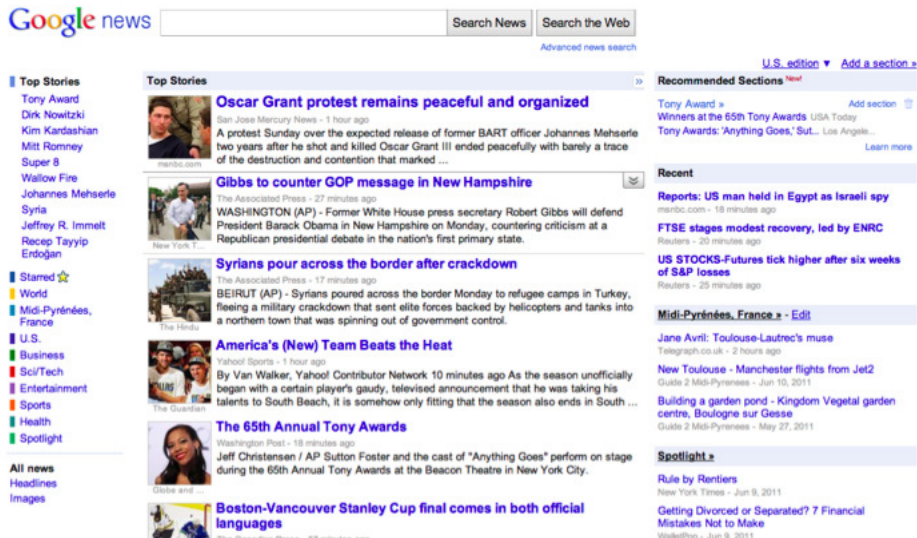 Google news
Search News
Search the Web
Advanced news search
U.S. edition ▼
Add a section »
Top Stories
Tony Award
Dirk Nowitzki
Kim Kardashian
Mitt Romney
Super 8
Wallow Fire
Johannes Mehserle
Syria
Jeffrey R. Immelt
Recep Tayyip
Erdoğan
Starred
World
Midi-Pyrénées,
France
U.S.
Business
Sci/Tech
Entertainment
Sports
Health
Spotlight
All news
Headlines
Images
Top Stories »
Oscar Grant protest remains peaceful and organized
San Jose Mercury News - 1 hour ago
A protest Sunday over the expected release of former BART officer Johannes Mehserle
two years after he shot and killed Oscar Grant III ended peacefully with barely a trace
of the destruction and contention that marked ...
msnbc.com
Gibbs to counter GOP message in New Hampshire
The Associated Press - 27 minutes ago
WASHINGTON (AP) - Former White House press secretary Robert Gibbs will defend
President Barack Obama in New Hampshire on Monday, countering criticism at a
Republican presidential debate in the nation's first primary state.
New York T...
Syrians pour across the border after crackdown
The Associated Press - 17 minutes ago
BEIRUT (AP) - Syrians poured across the border Monday to refugee camps in Turkey,
fleeing a military crackdown that sent elite forces backed by helicopters and tanks into
a northern town that was spinning out of government control.
The Hindu
America's (New) Team Beats the Heat
Yahoo! Sports - 1 hour ago
By Van Walker, Yahoo! Contributor Network 10 minutes ago As the season unofficially
began with a certain player's gaudy, televised announcement that he was taking his
talents to South Beach, it is somehow only fitting that the season also ends in South ...
The Guardian
The 65th Annual Tony Awards
Washington Post - 18 minutes ago
Jeff Christensen / AP Sutton Foster and the cast of "Anything Goes" perform on stage
during the 65th Annual Tony Awards at the Beacon Theatre in New York City.
Globe and ...
Boston-Vancouver Stanley Cup final comes in both official
languages
Recommended Sections New!
Tony Award »
Add section
Winners at the 65th Tony Awards USA Today
Tony Awards: 'Anything Goes,' Sut... Los Angele...
Learn more
Recent
Reports: US man held in Egypt as Israeli spy
msnbc.com - 18 minutes ago
FTSE stages modest recovery, led by ENRC
Reuters - 20 minutes ago
US STOCKS-Futures tick higher after six weeks
of S&P losses
Reuters - 25 minutes ago
Midi-Pyrénées, France » - Edit
Jane Avril: Toulouse-Lautrec's muse
Telegraph.co.uk - 2 hours ago
New Toulouse - Manchester flights from Jet2
Guide 2 Midi-Pyrenees - Jun 10, 2011
Building a garden pond - Kingdom Vegetal garden
centre, Boulogne sur Gesse
Guide 2 Midi-Pyrenees - May 27, 2011
Spotlight »
Rule by Rentiers
New York Times - Jun 9, 2011
Getting Divorced or Separated? 7 Financial
Mistakes Not to Make
WalletPop - Jun 9, 2011